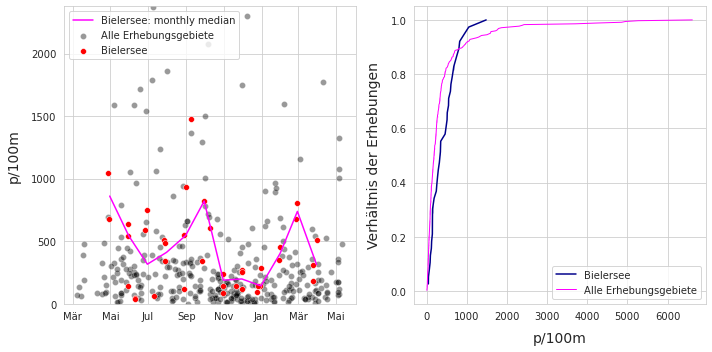 Bielersee: monthly median
Alle Erhebungsgebiete
Bielersee
p/100m
2000
1500
1000
500
0
Mär Mai Jul Sep Nov Jan Mär Mai
Verhältnis der Erhebungen
1.0
0.8
0.6
0.4
0.2
0.0
Bielersee
Alle Erhebungsgebiete
0 1000 2000 3000 4000 5000 6000
p/100m